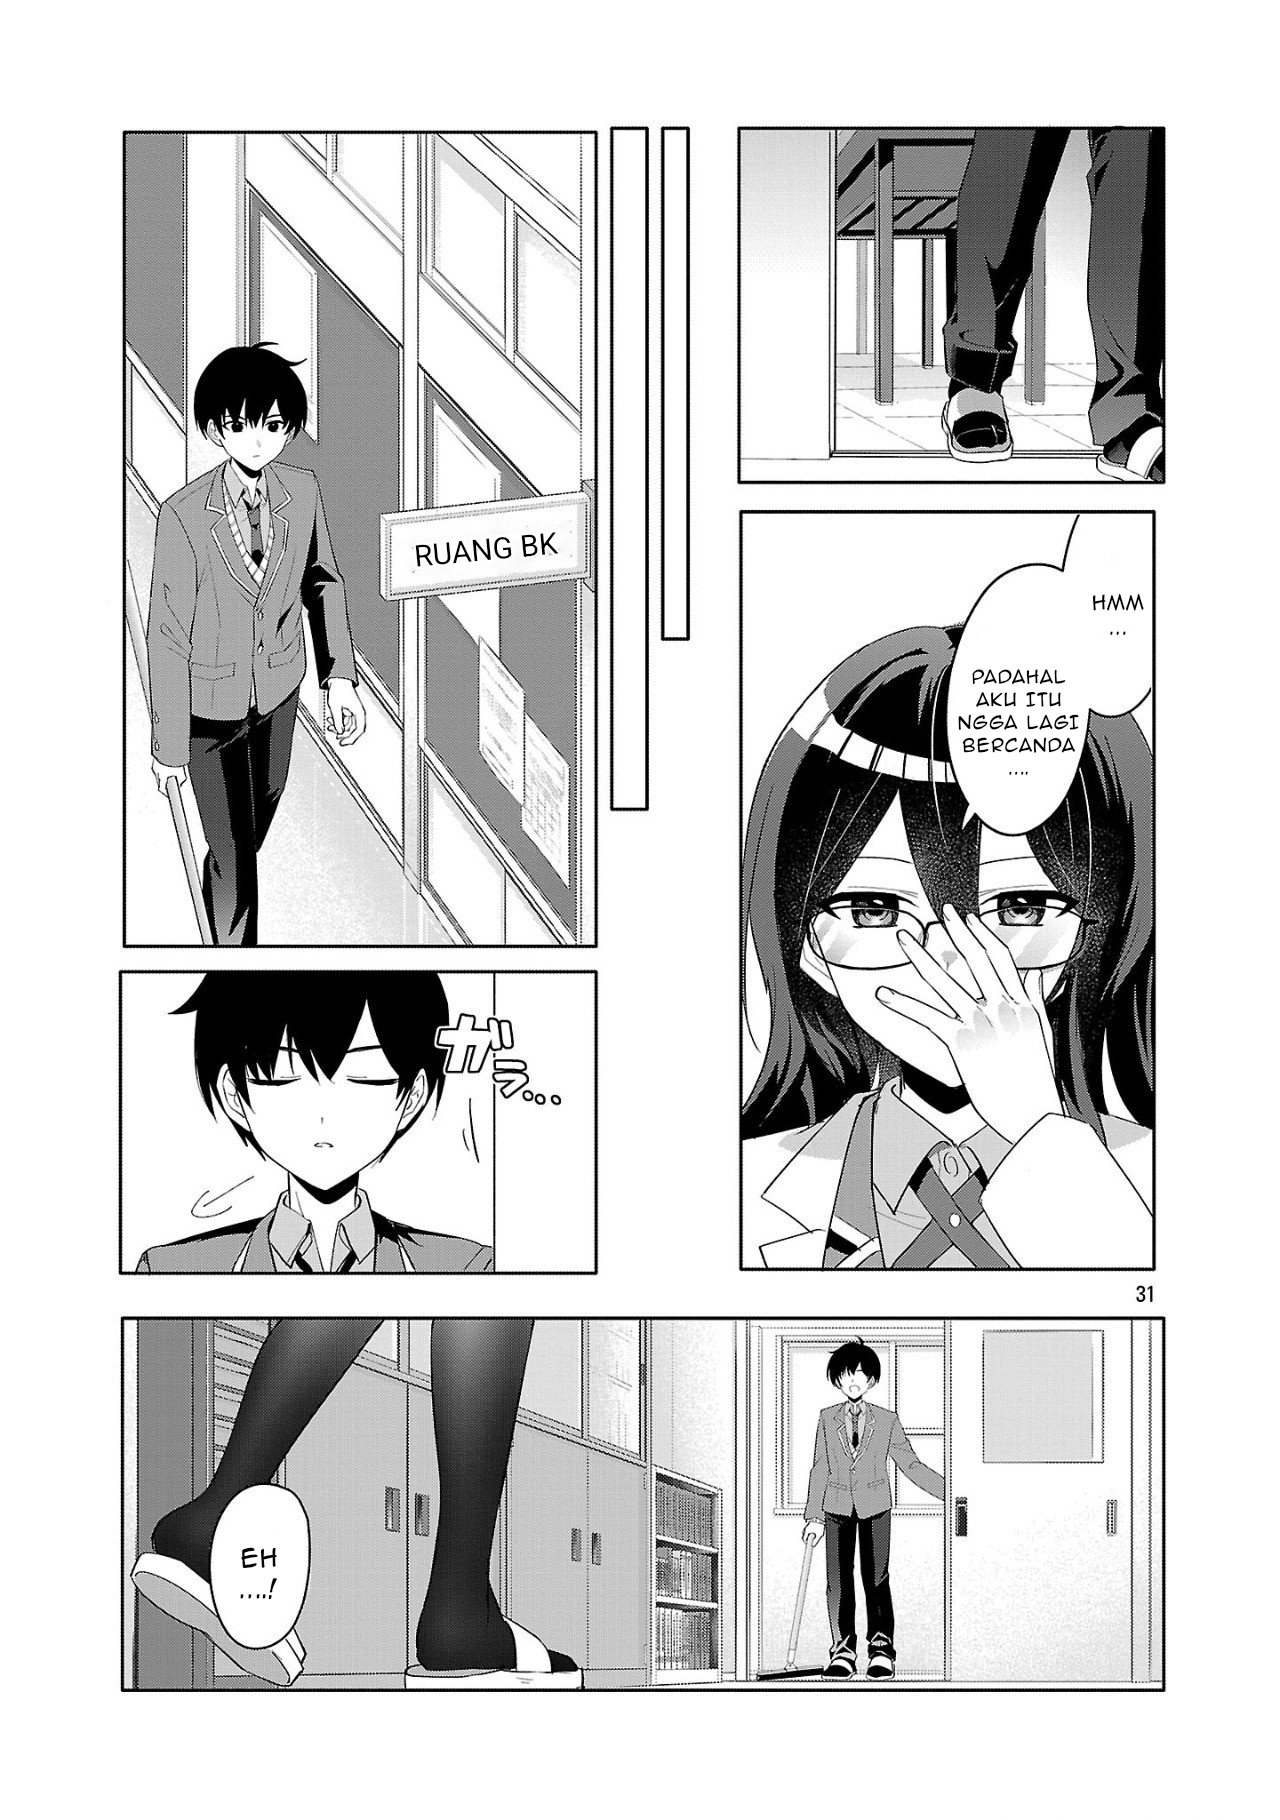 HMM
...
PADAHAL
AKU ITU
NGGA LAGI
BERCANDA
....
RUANG BK
ガラ...
EH
....!
31